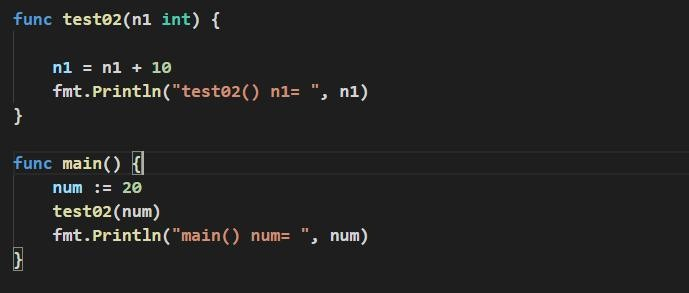 func test02(n1 int) {
n1 = n1 + 10
fmt.Println("test02() n1= ", n1)
}
func main() {
num := 20
test02(num)
fmt.Println("main() num= ", num)
}